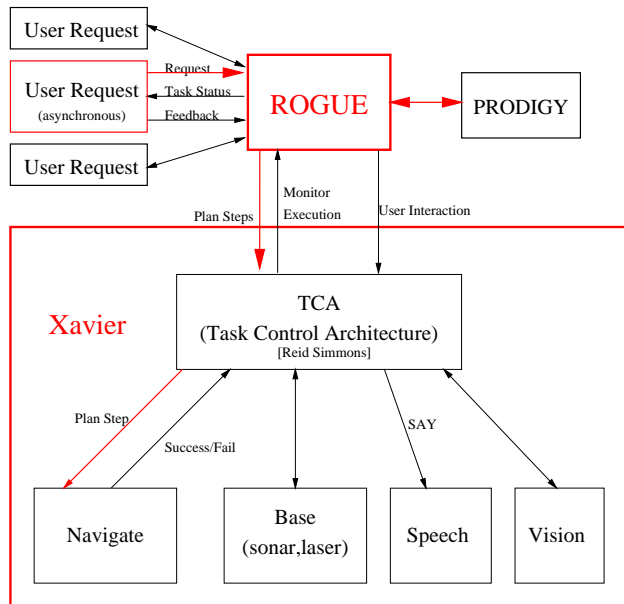 User Request
Request
User Request
(asynchronous)
Task Status
Feedback
User Request
ROGUE
PRODIGY
Plan Steps
Monitor
Execution
User Interaction
Xavier
TCA
(Task Control Architecture)
[Reid Simmons]
Plan Step
Success/Fail
SAY
Navigate
Base
(sonar,laser)
Speech
Vision